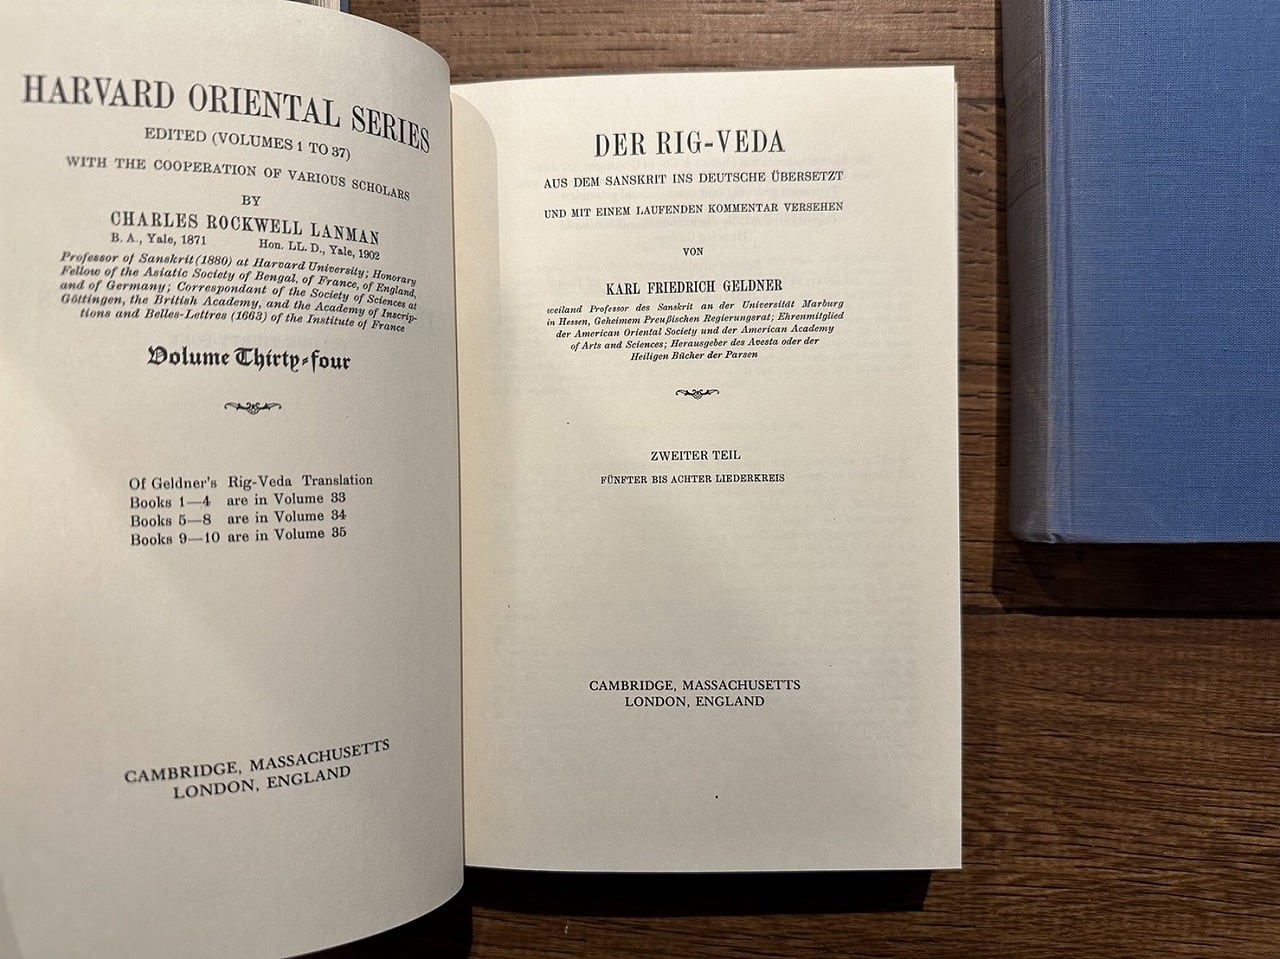 HARVARD ORIENTAL SERIES
EDITED (VOLUMES 1 TO 37)
WITH THE COOPERATION OF VARIOUS SCHOLARS
BY
CHARLES ROCKWELL LANMAN
B. A., Yale, 1871 Hon. LL. D., Yale, 1902
Professor of Sanskrit (1880) at Harvard University; Honorary
Fellow of the Asiatic Society of Bengal, of France, of England,
and of Germany; Correspondent of the Society of Sciences at
Göttingen, the British Academy, and the Academy of Inscrip-
tions and Belles-Lettres (1663) of the Institute of France
Volume Thirty-four
Of Geldner's Rig-Veda Translation
Books 1—4 are in Volume 33
Books 5—8 are in Volume 34
Books 9—10 are in Volume 35
CAMBRIDGE, MASSACHUSETTS
LONDON, ENGLAND
DER RIG-VEDA
AUS DEM SANSKRIT INS DEUTSCHE ÜBERSETZT
UND MIT EINEM LAUFENDEN KOMMENTAR VERSEHEN
VON
KARL FRIEDRICH GELDNER
weiland Professor des Sanskrit an der Universität Marburg
in Hessen, Geheimem Preußischen Regierungsrat; Ehrenmitglied
der American Oriental Society und der American Academy
of Arts and Sciences; Herausgeber des Avesta oder der
Heiligen Bücher der Parsen
ZWEITER TEIL
FÜNFTER BIS ACHTER LIEDERKREIS
CAMBRIDGE, MASSACHUSETTS
LONDON, ENGLAND